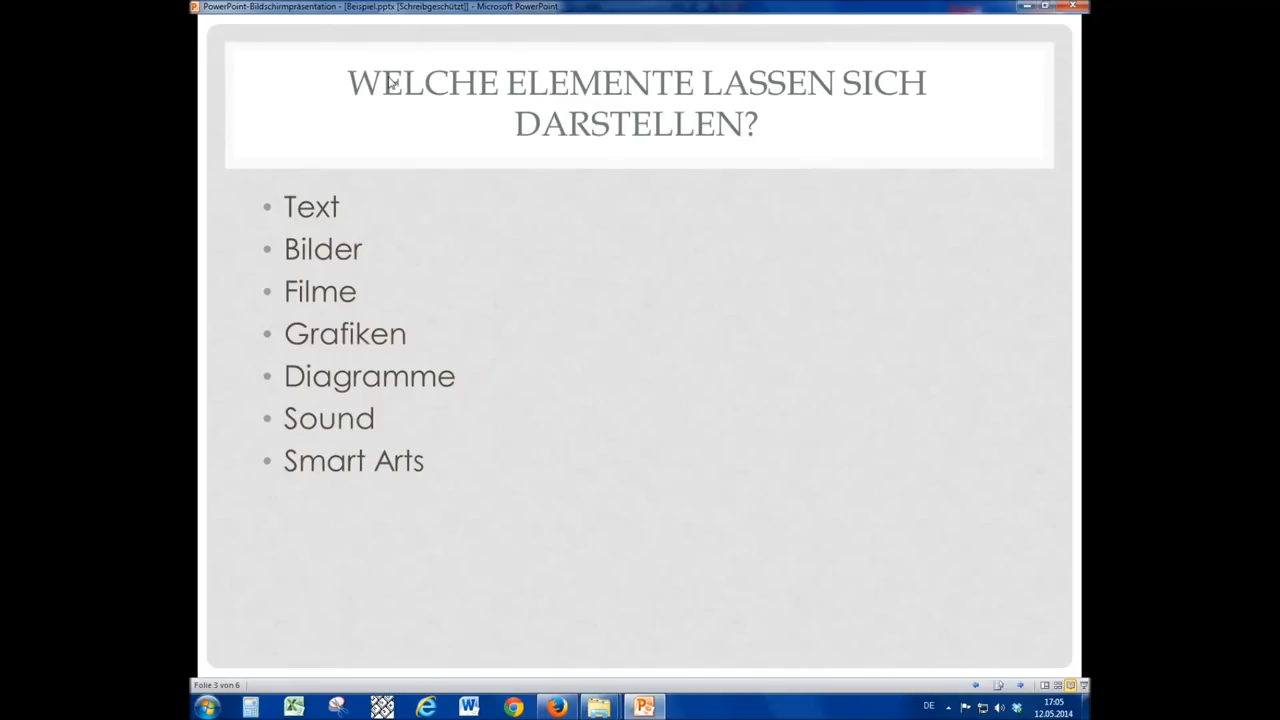 PowerPoint-Bildschirmpräsentation - [Beispiel.pptx [Schreibgeschützt]] - Microsoft PowerPoint
WELCHE ELEMENTE LASSEN SICH
DARSTELLEN?
• Text
• Bilder
• Filme
• Grafiken
• Diagramme
• Sound
• Smart Arts
Folie 3 von 6
DE
17:05
12.05.2014